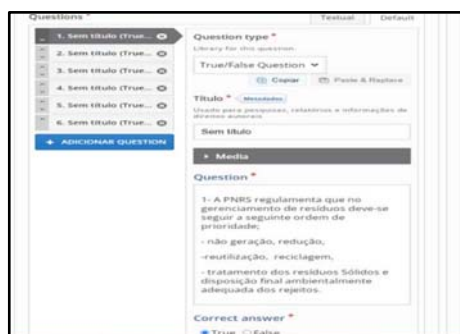 Questions *
Textual Default
1. Sem título (True...
2. Sem título (True...
3. Sem título (True...
4. Sem título (True...
5. Sem título (True...
6. Sem título (True...
+ ADICIONAR QUESTION
Question type *
Library for this question.
True/False Question
Copiar Paste & Replace
Título * Metadados
Usado para pesquisas, relatórios e informações de
direitos autorais
Sem título
Media
Question *
1- A PNRS regulamenta que no
gerenciamento de resíduos deve-se
seguir a seguinte ordem de
prioridade;
- não geração, redução,
-reutilização, reciclagem,
- tratamento dos resíduos Sólidos e
disposição final ambientalmente
adequada dos rejeitos.
Correct answer *
True False